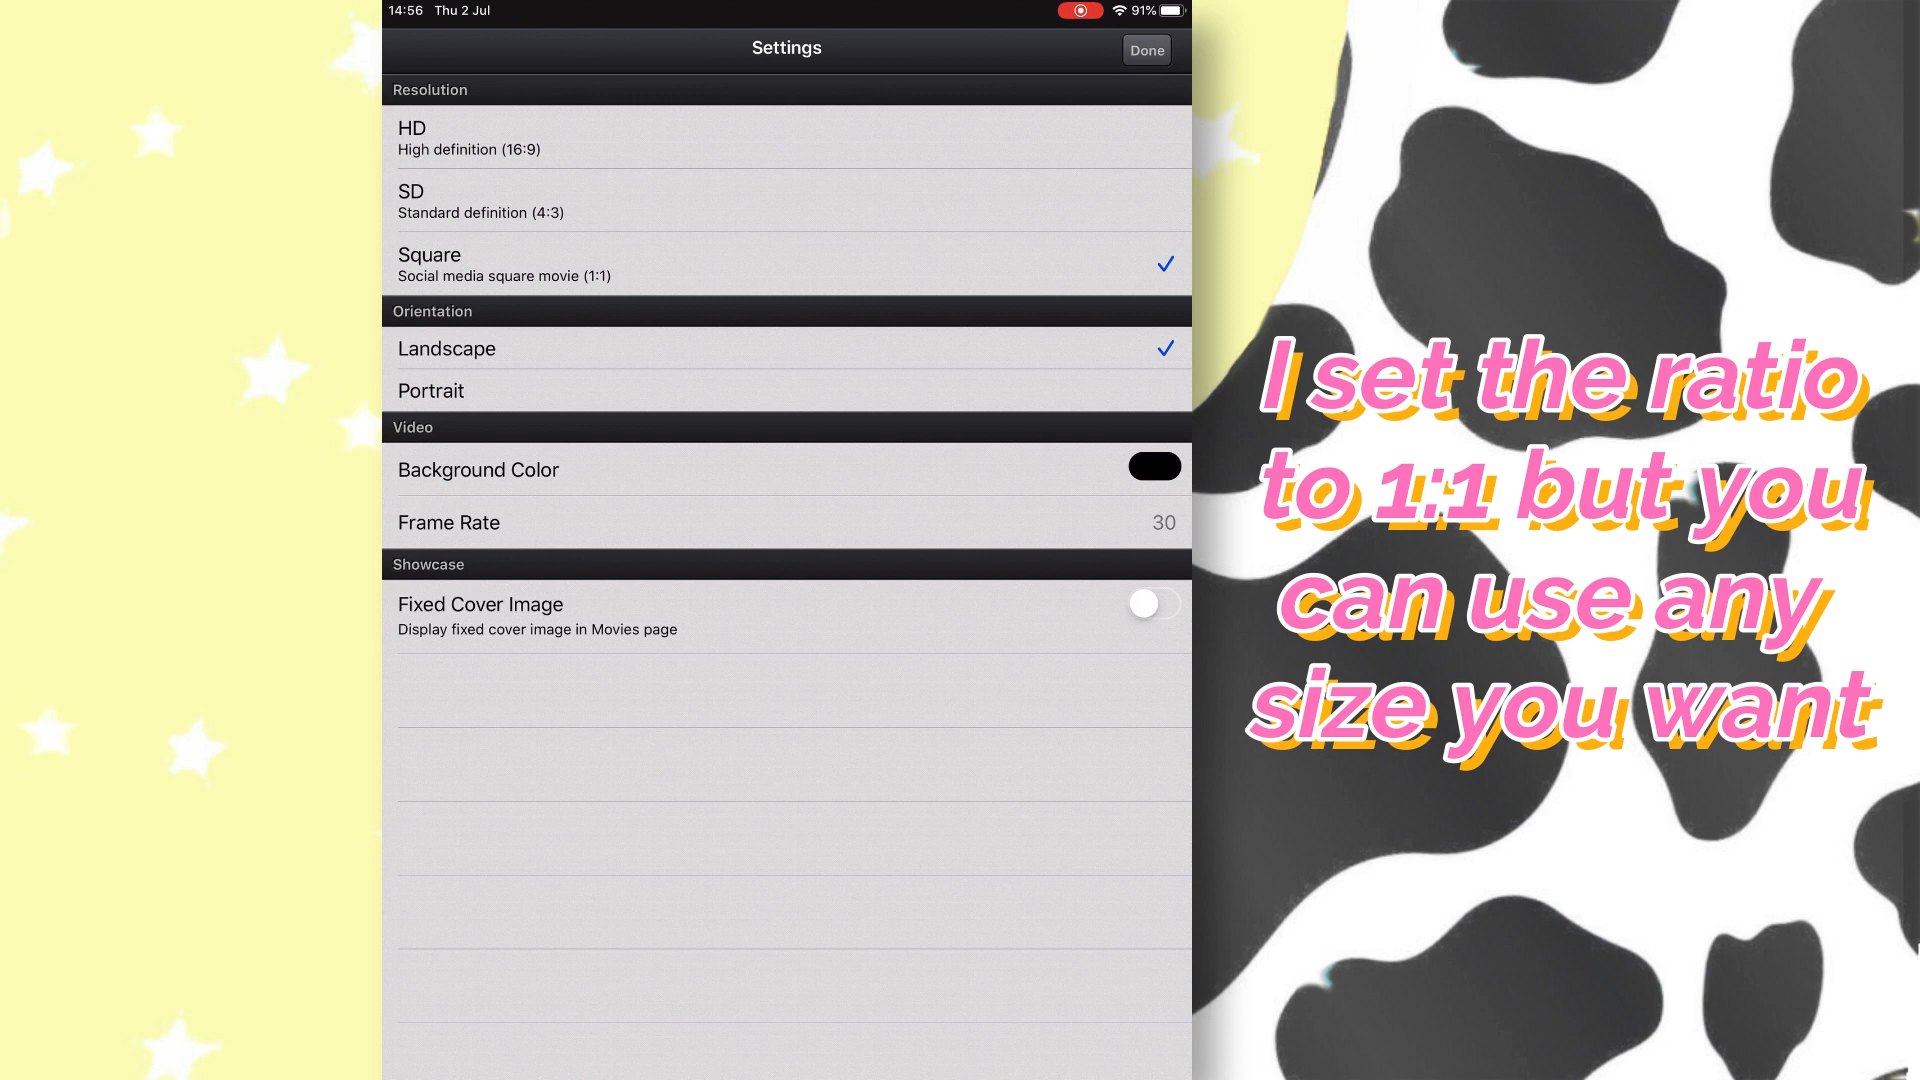 14:56 Thu 2 Jul 91%
Settings
Done
Resolution
HD
High definition (16:9)
SD
Standard definition (4:3)
Square
Social media square movie (1:1)
Orientation
Landscape
Portrait
Video
Background Color
Frame Rate 30
Showcase
Fixed Cover Image
Display fixed cover image in Movies page
I set the ratio
to 1:1 but you
can use any
size you want